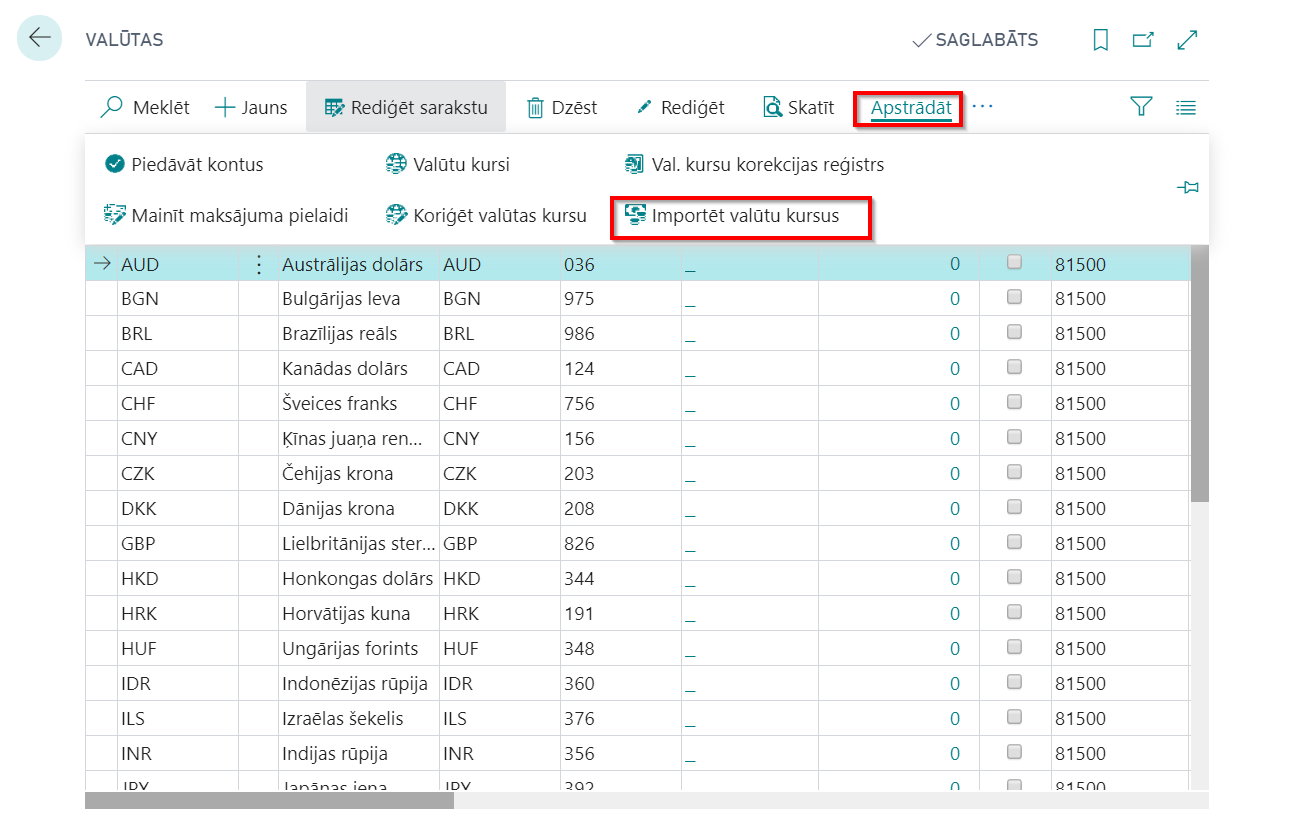 VALŪTAS SAGLABĀTS
Meklēt Jauns Rediģēt sarakstu Dzēst Rediģēt Skatīt Apstrādāt ...
Piedāvāt kontus Valūtu kursi Val. kursu korekcijas reģistrs
Mainīt maksājuma pielaidi Koriģēt valūtas kursu Importēt valūtu kursus
AUD Austrālijas dolārs AUD 036 _ 0 81500
BGN Bulgārijas leva BGN 975 _ 0 81500
BRL Brazīlijas reāls BRL 986 _ 0 81500
CAD Kanādas dolārs CAD 124 _ 0 81500
CHF Šveices franks CHF 756 _ 0 81500
CNY Ķīnas juaņa ren... CNY 156 _ 0 81500
CZK Čehijas krona CZK 203 _ 0 81500
DKK Dānijas krona DKK 208 _ 0 81500
GBP Lielbritānijas ster... GBP 826 _ 0 81500
HKD Honkongas dolārs HKD 344 _ 0 81500
HRK Horvātijas kuna HRK 191 _ 0 81500
HUF Ungārijas forints HUF 348 _ 0 81500
IDR Indonēzijas rūpija IDR 360 _ 0 81500
ILS Izraēlas šekelis ILS 376 _ 0 81500
INR Indijas rūpija INR 356 _ 0 81500
JPY Japānas jena JPY 392 0 81500